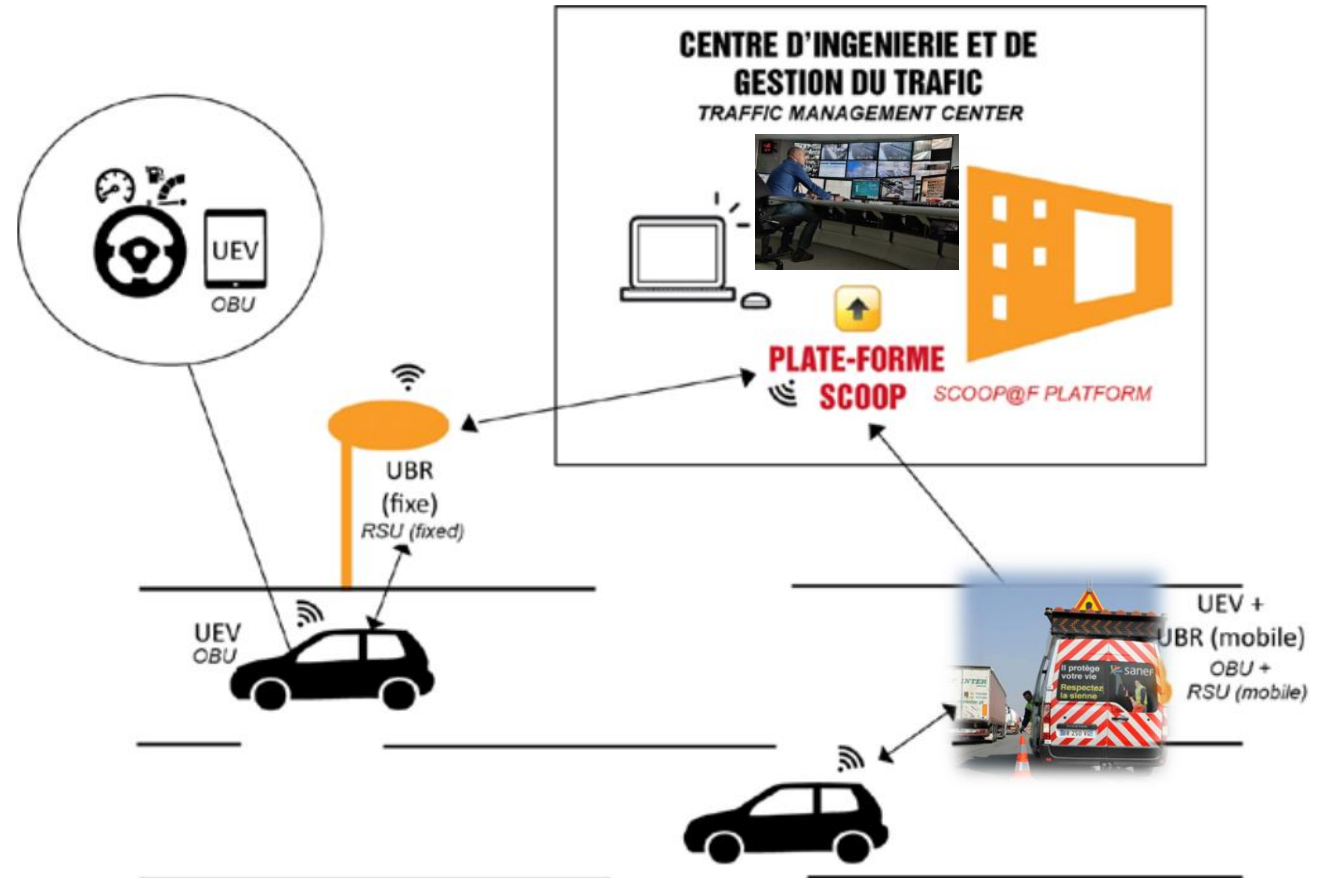 CENTRE D'INGENIERIE ET DE
GESTION DU TRAFIC
TRAFFIC MANAGEMENT CENTER
UEV
OBU
PLATE-FORME
SCOOP
SCOOP@F PLATFORM
UBR
(fixe)
RSU (fixed)
UEV
OBU
UEV +
UBR (mobile)
OBU +
RSU (mobile)
Il protège
votre vie
Respectez
la sienne
sanef